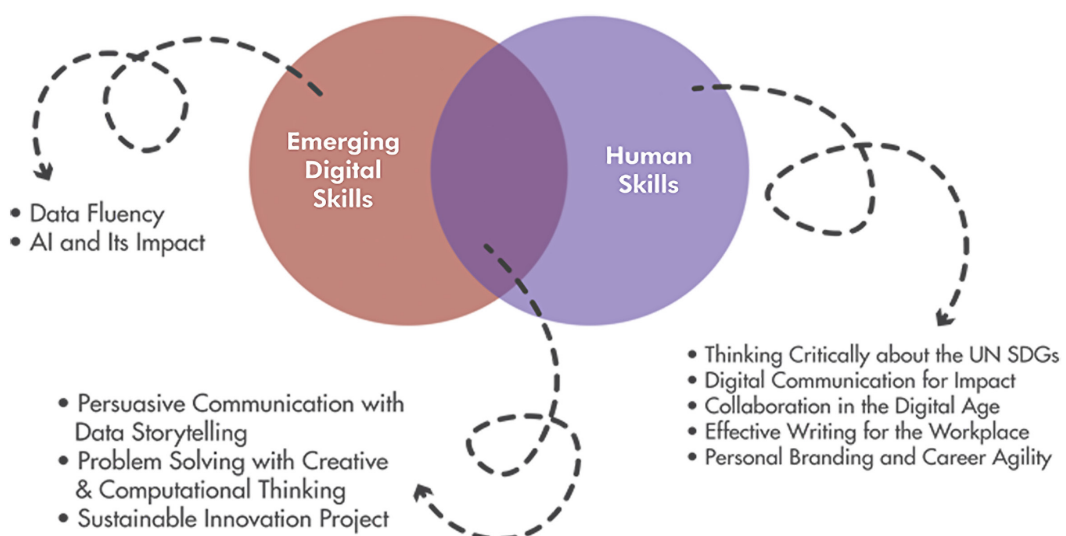 Emerging
Digital
Skills
Human
Skills
• Data Fluency
• AI and Its Impact
• Persuasive Communication with
Data Storytelling
• Problem Solving with Creative
& Computational Thinking
• Sustainable Innovation Project
• Thinking Critically about the UN SDGs
• Digital Communication for Impact
• Collaboration in the Digital Age
• Effective Writing for the Workplace
• Personal Branding and Career Agility